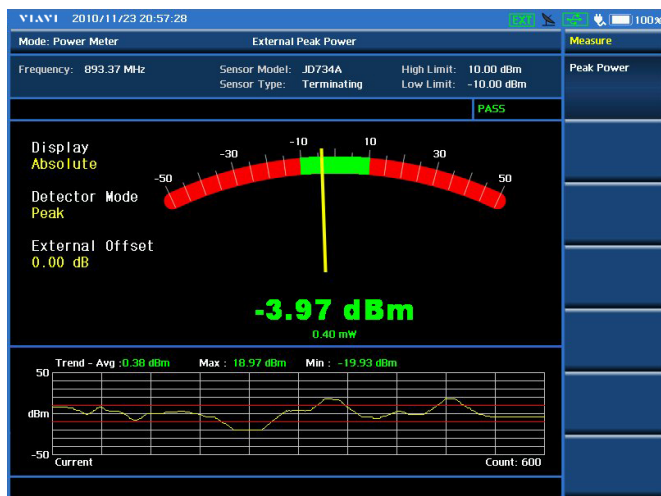 VIAVI 2010/11/23 20:57:28 EXT 100%
Mode: Power Meter External Peak Power Measure
Frequency: 893.37 MHz Sensor Model: JD734A High Limit: 10.00 dBm Peak Power
Sensor Type: Terminating Low Limit: -10.00 dBm
PASS
Display
Absolute
Detector Mode
Peak
External Offset
0.00 dB
-50 -30 -10 10 30 50
-3.97 dBm
0.40 mW
Trend - Avg :0.38 dBm Max : 18.97 dBm Min : -19.93 dBm
50
dBm
-50
Current Count: 600